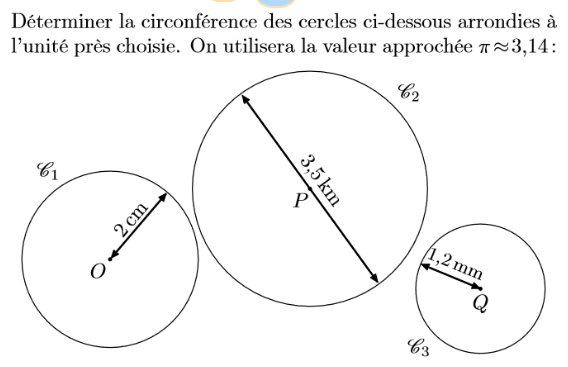 Déterminer la circonférence des cercles ci-dessous arrondies à
l'unité près choisie. On utilisera la valeur approchée π≈3,14 :
𝒞₂
𝒞₁
3,5 km
P
2 cm
O
1,2 mm
Q
𝒞₃